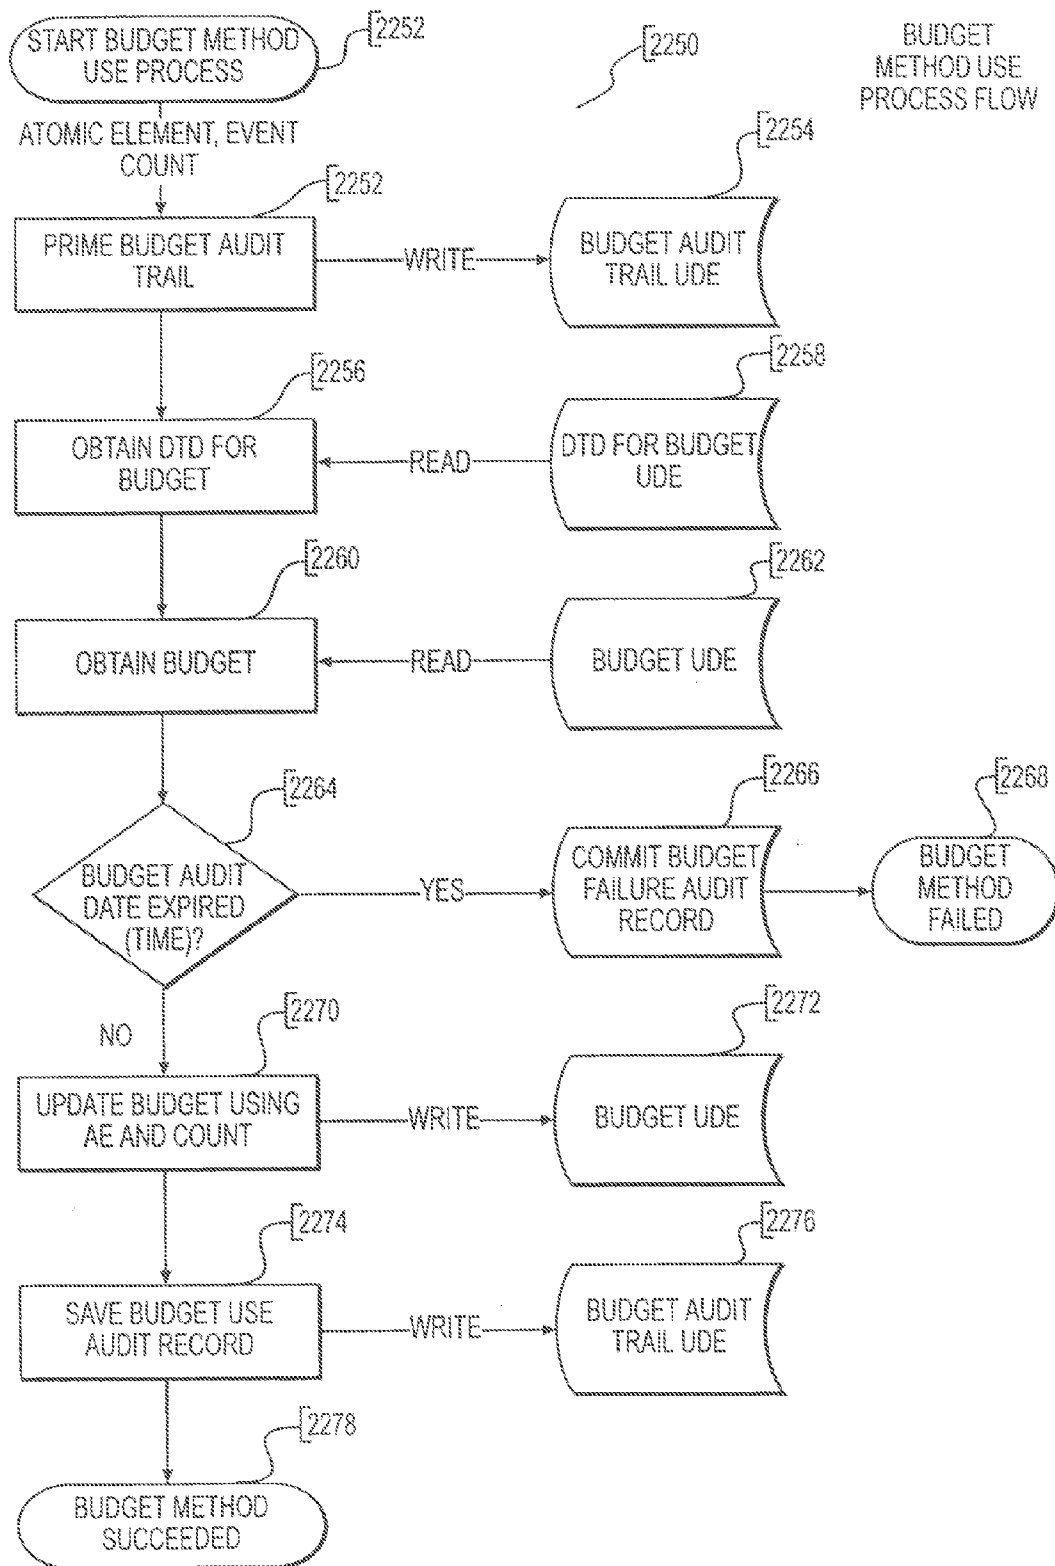 START BUDGET METHOD
USE PROCESS
[2252
[2250
BUDGET
METHOD USE
PROCESS FLOW
ATOMIC ELEMENT, EVENT
COUNT
[2252
PRIME BUDGET AUDIT
TRAIL
WRITE
[2254
BUDGET AUDIT
TRAIL UDE
[2256
OBTAIN DTD FOR
BUDGET
READ
[2258
DTD FOR BUDGET
UDE
[2260
OBTAIN BUDGET
READ
[2262
BUDGET UDE
[2264
BUDGET AUDIT
DATE EXPIRED
(TIME)?
YES
[2266
COMMIT BUDGET
FAILURE AUDIT
RECORD
[2268
BUDGET
METHOD
FAILED
NO
[2270
UPDATE BUDGET USING
AE AND COUNT
WRITE
[2272
BUDGET UDE
[2274
SAVE BUDGET USE
AUDIT RECORD
WRITE
[2276
BUDGET AUDIT
TRAIL UDE
[2278
BUDGET METHOD
SUCCEEDED